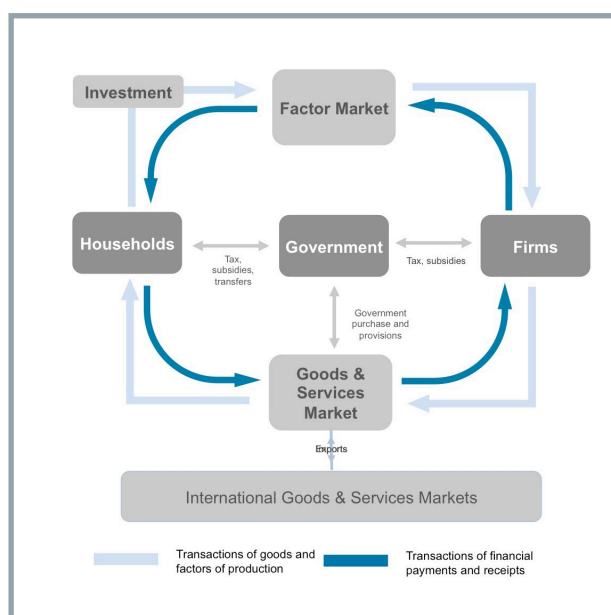 Investment
Factor Market
Households
Government
Firms
Tax,
subsidies,
transfers
Tax, subsidies
Government
purchase and
provisions
Goods &
Services
Market
Exports
International Goods & Services Markets
Transactions of goods and
factors of production
Transactions of financial
payments and receipts